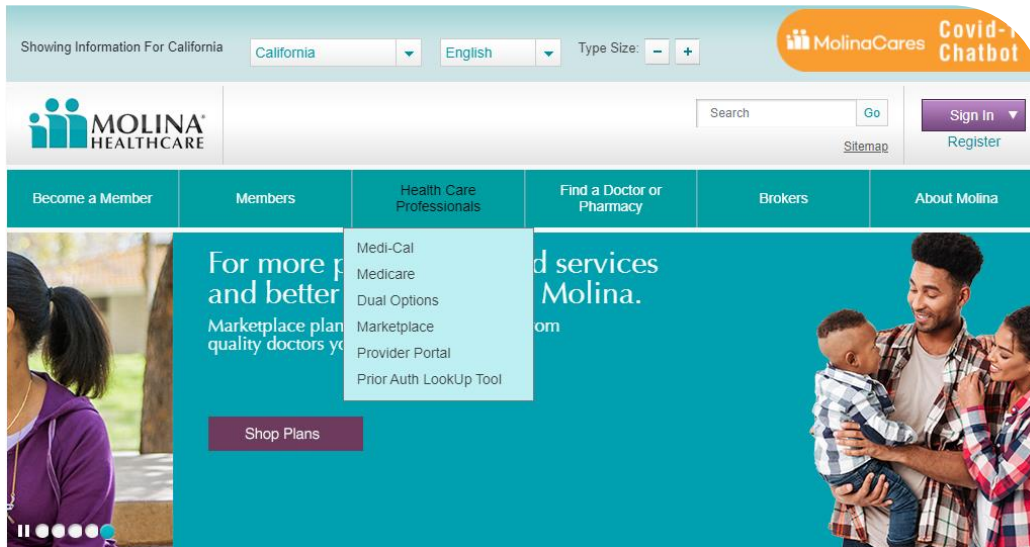 Showing Information For California
California
English
Type Size: - +
MolinaCares
Covid-
Chatbot
MOLINA
HEALTHCARE
Search
Go
Sitemap
Sign In
Register
Become a Member
Members
Health Care
Professionals
Find a Doctor or
Pharmacy
Brokers
About Molina
Medi-Cal
Medicare
Dual Options
Marketplace
Provider Portal
Prior Auth LookUp Tool
For more d services
and better Molina.
Marketplace plan om
quality doctors
Shop Plans